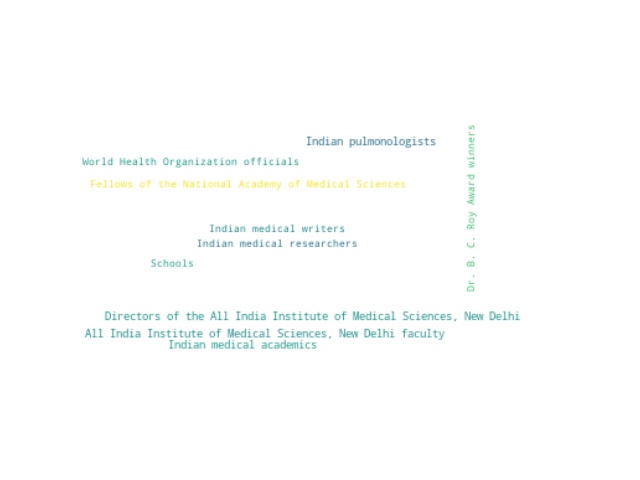 Indian pulmonologists
World Health Organization officials
Fellows of the National Academy of Medical Sciences
Dr. B. C. Roy Award winners
Indian medical writers
Indian medical researchers
Schools
Directors of the All India Institute of Medical Sciences, New Delhi
All India Institute of Medical Sciences, New Delhi faculty
Indian medical academics